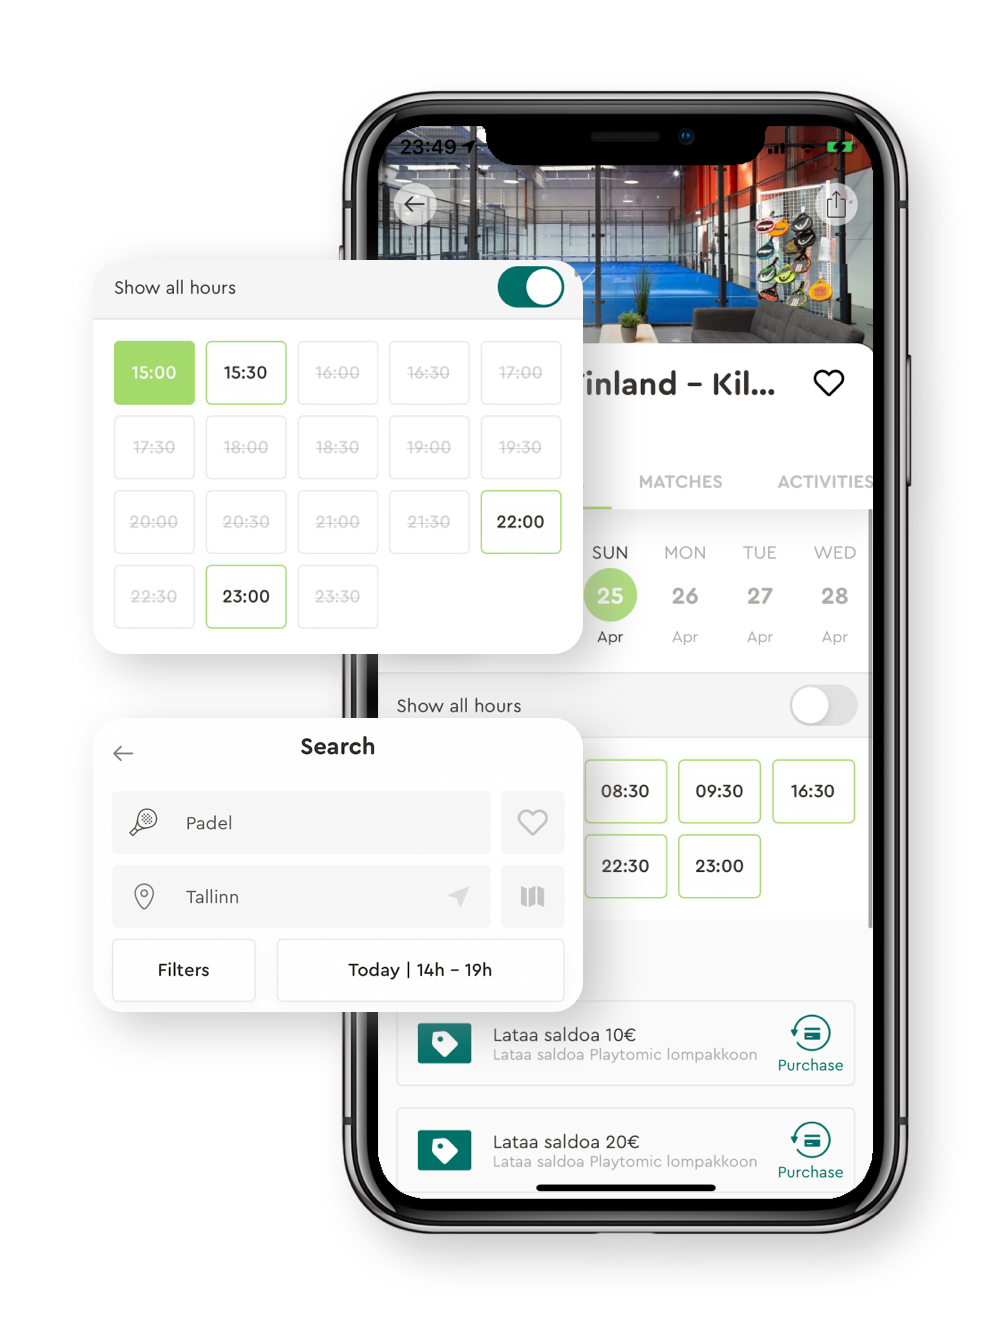 23:49
Show all hours
15:00 15:30 16:00 16:30 17:00
17:30 18:00 18:30 19:00 19:30
20:00 20:30 21:00 21:30 22:00
22:30 23:00 23:30
Finland – Kil...
MATCHES ACTIVITIES
SUN MON TUE WED
25 26 27 28
Apr Apr Apr Apr
Show all hours
08:30 09:30 16:30
22:30 23:00
Search
Padel
Tallinn
Filters Today | 14h – 19h
Lataa saldoa 10€
Lataa saldoa Playtomic lompakkoon
Purchase
Lataa saldoa 20€
Lataa saldoa Playtomic lompakkoon
Purchase